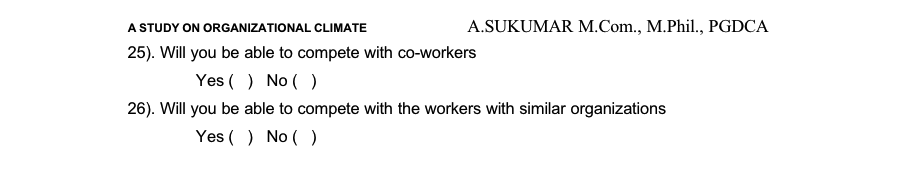 A STUDY ON ORGANIZATIONAL CLIMATE A.SUKUMAR M.Com., M.Phil., PGDCA
25). Will you be able to compete with co-workers
Yes ( ) No ( )
26). Will you be able to compete with the workers with similar organizations
Yes ( ) No ( )